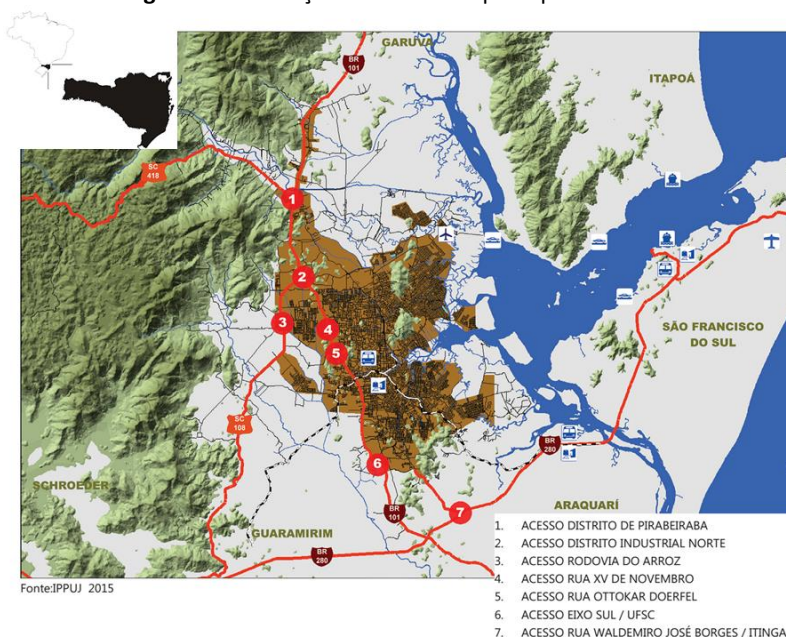 GARUVA
BR
101
ITAPOÁ
SC
418
1
2
3
4
5
SÃO FRANCISCO
DO SUL
SC
108
6
BR
280
SCHROEDER
BR
101
7
ARAQUARÍ
GUARAMIRIM
BR
280
1. ACESSO DISTRITO DE PIRABEIRABA
2. ACESSO DISTRITO INDUSTRIAL NORTE
3. ACESSO RODOVIA DO ARROZ
4. ACESSO RUA XV DE NOVEMBRO
5. ACESSO RUA OTTOKAR DOERFEL
6. ACESSO EIXO SUL / UFSC
7. ACESSO RUA WALDEMIRO JOSÉ BORGES / ITINGA
Fonte:IPPUJ 2015